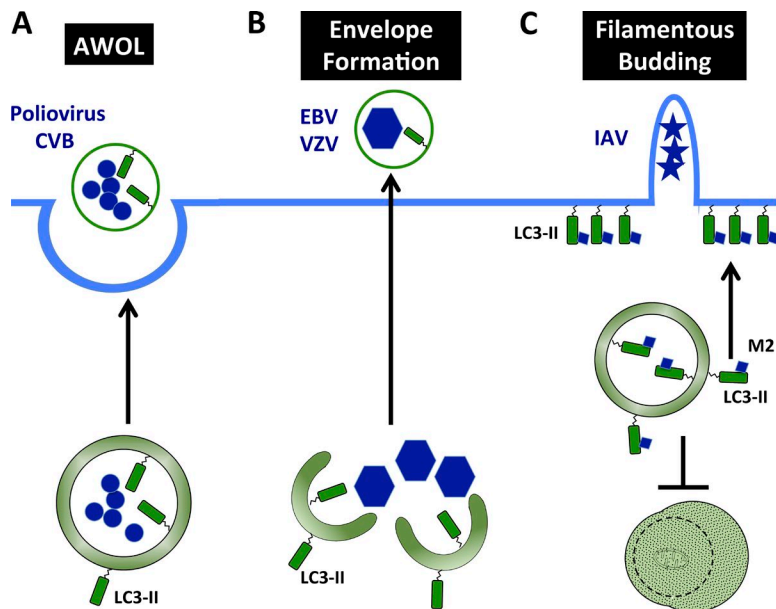 A
AWOL
Poliovirus
CVB
LC3-II
B
Envelope
Formation
EBV
VZV
LC3-II
C
Filamentous
Budding
IAV
LC3-II
M2
LC3-II